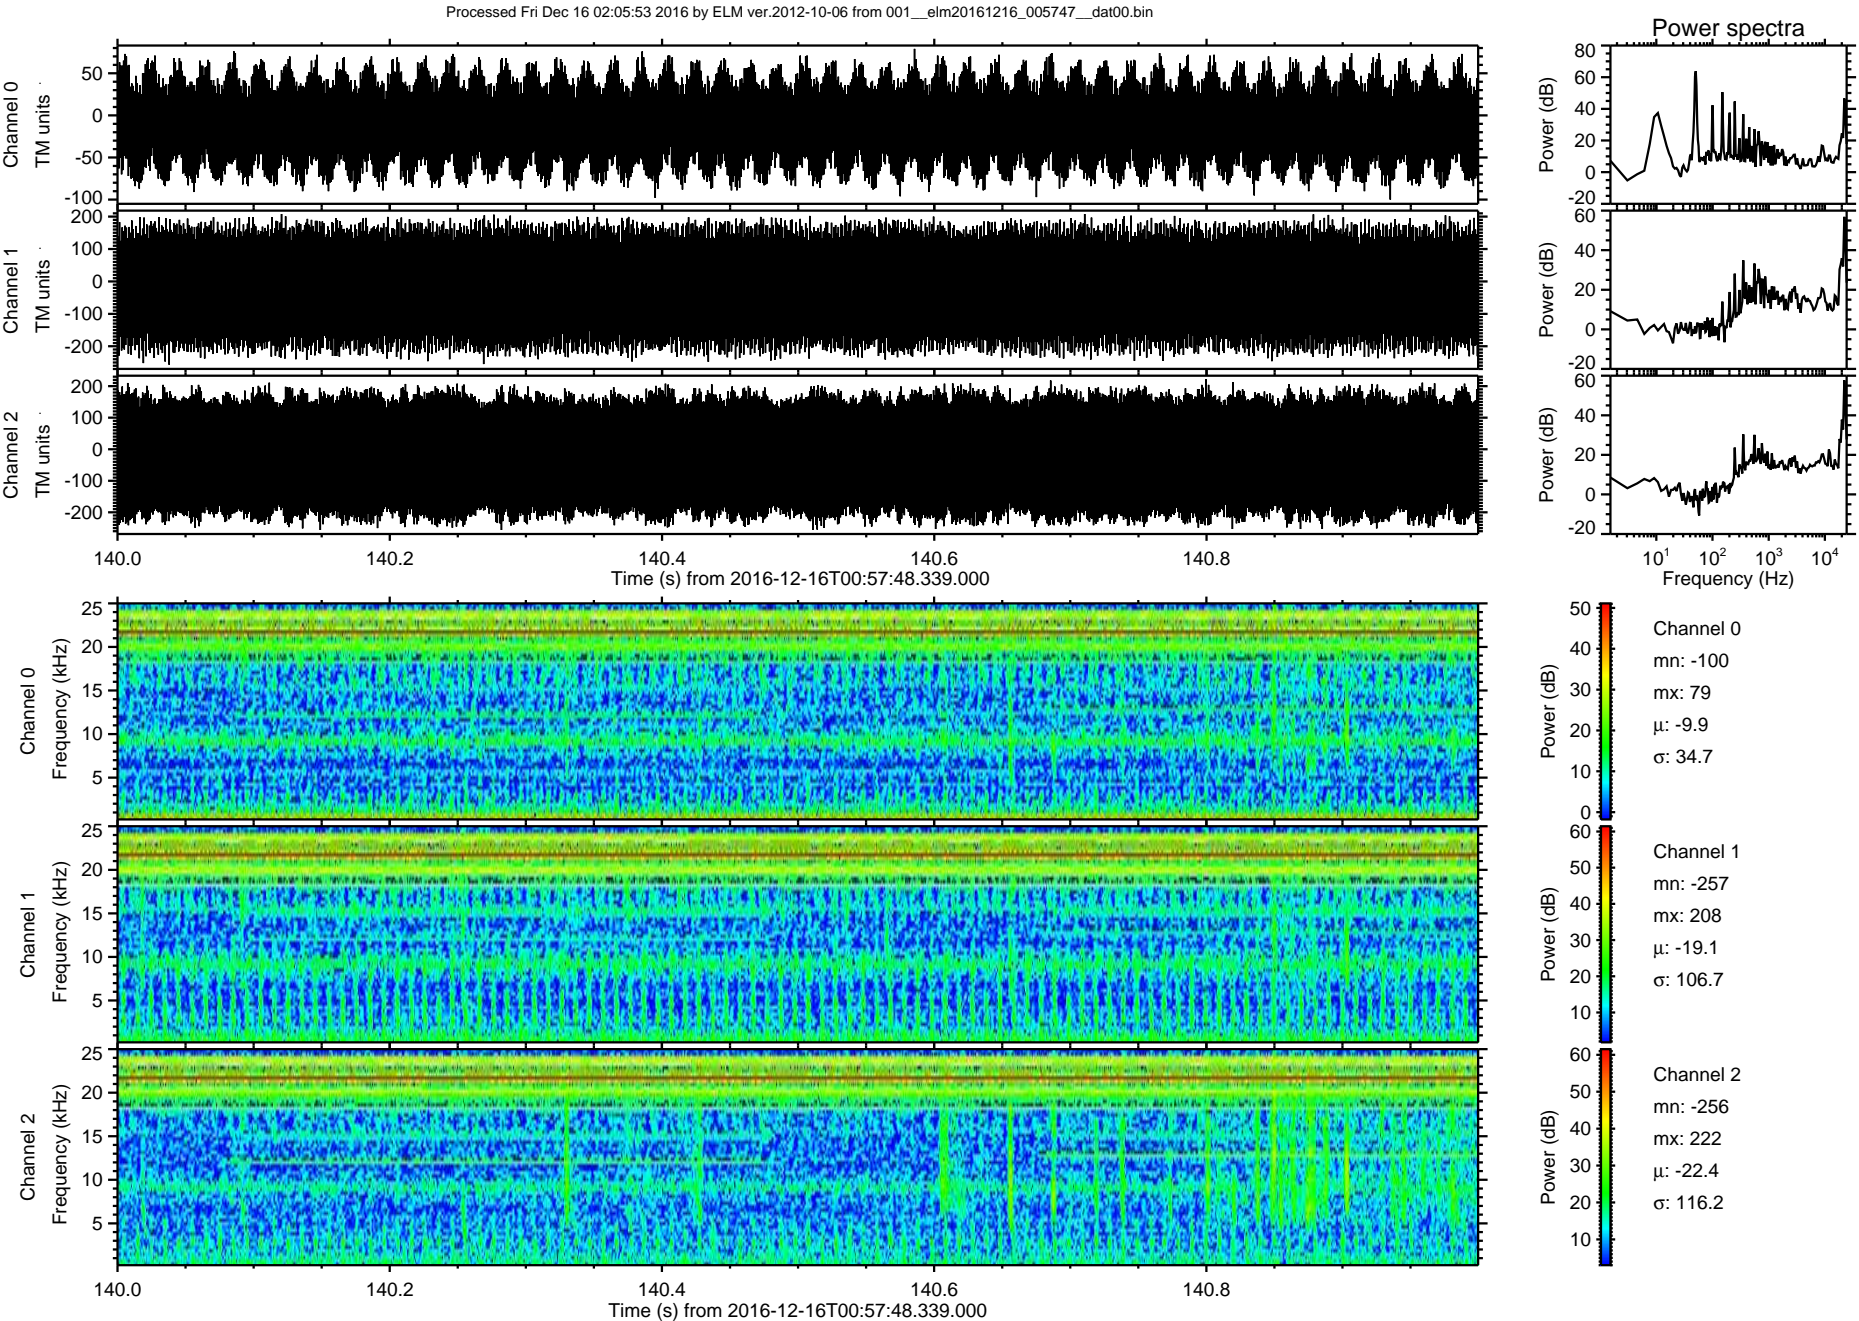 Processed Fri Dec 16 02:05:53 2016 by ELM ver.2012-10-06 from 001__elm20161216_005747__dat00.bin
Power spectra
Channel 0
TM units
50
0
-50
-100
Power (dB)
80
60
40
20
0
-20
Channel 1
TM units
200
100
0
-100
-200
Power (dB)
60
40
20
0
-20
Channel 2
TM units
200
100
0
-100
-200
Power (dB)
60
40
20
0
-20
140.0 140.2 140.4 140.6 140.8
Time (s) from 2016-12-16T00:57:48.339.000
10^1 10^2 10^3 10^4
Frequency (Hz)
Channel 0
Frequency (kHz)
25
20
15
10
5
Power (dB)
50
40
30
20
10
0
Channel 0
mn: -100
mx: 79
μ: -9.9
σ: 34.7
Channel 1
Frequency (kHz)
25
20
15
10
5
Power (dB)
60
50
40
30
20
10
Channel 1
mn: -257
mx: 208
μ: -19.1
σ: 106.7
Channel 2
Frequency (kHz)
25
20
15
10
5
Power (dB)
60
50
40
30
20
10
Channel 2
mn: -256
mx: 222
μ: -22.4
σ: 116.2
140.0 140.2 140.4 140.6 140.8
Time (s) from 2016-12-16T00:57:48.339.000